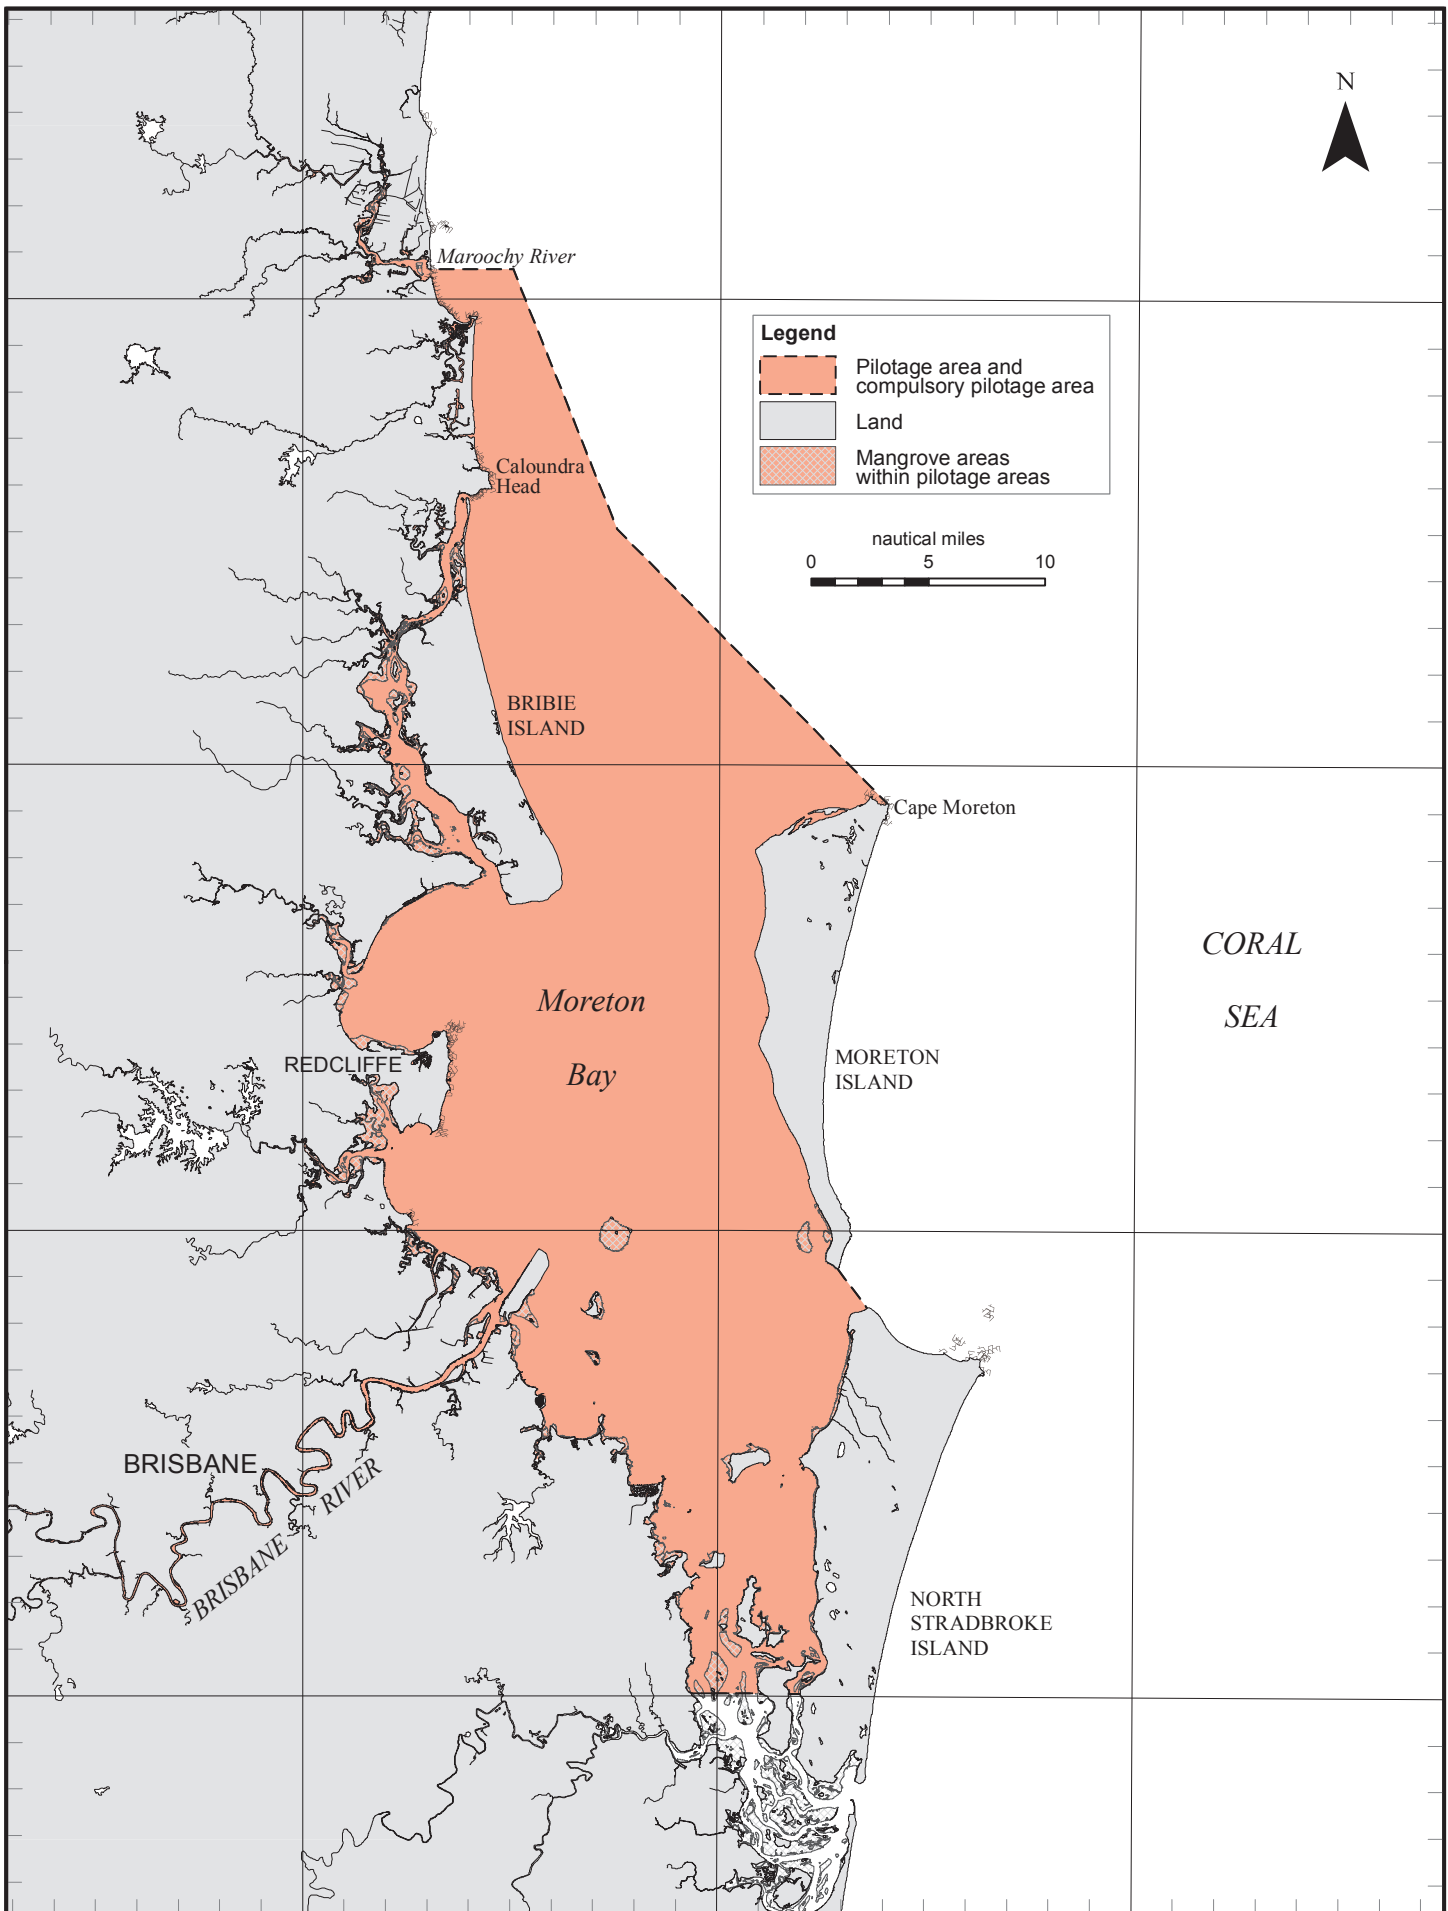 N
Maroochy River
Legend
Pilotage area and
compulsory pilotage area
Land
Mangrove areas
within pilotage areas
Caloundra
Head
nautical miles
0 5 10
BRIBIE
ISLAND
Cape Moreton
CORAL
SEA
Moreton
Bay
MORETON
ISLAND
REDCLIFFE
BRISBANE
BRISBANE RIVER
NORTH
STRADBROKE
ISLAND